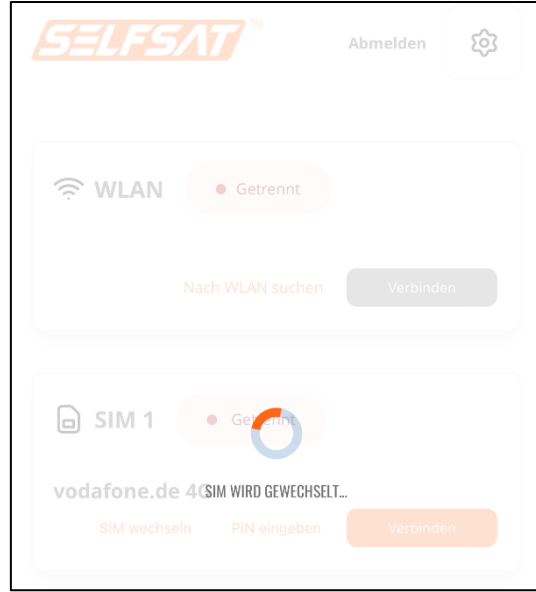 SELFSAT™
Abmelden
WLAN
Getrennt
Nach WLAN suchen
Verbinden
SIM 1
Getrennt
vodafone.de 4G
SIM WIRD GEWECHSELT...
SIM wechseln
PIN eingeben
Verbinden